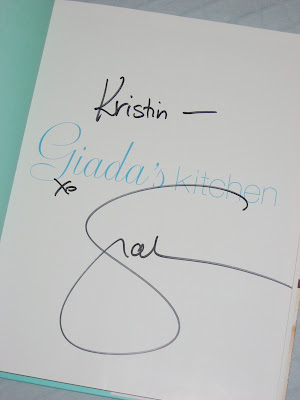 Kristin —
Giada's kitchen
xo